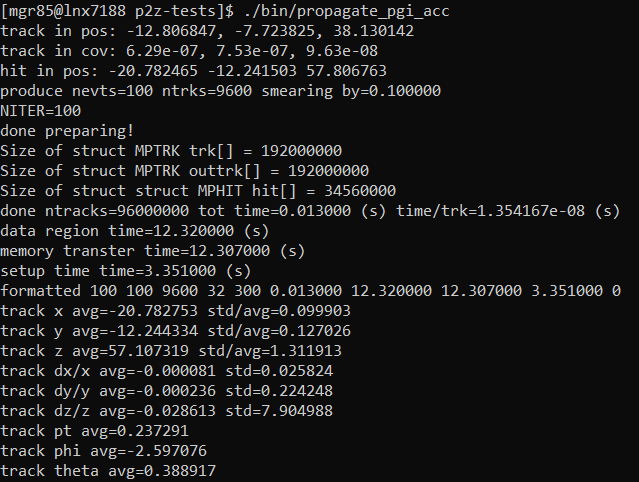 [mgr85@lnx7188 p2z-tests]$ ./bin/propagate_pgi_acc
track in pos: -12.806847, -7.723825, 38.130142
track in cov: 6.29e-07, 7.53e-07, 9.63e-08
hit in pos: -20.782465 -12.241503 57.806763
produce nevts=100 ntrks=9600 smearing by=0.100000
NITER=100
done preparing!
Size of struct MPTRK trk[] = 192000000
Size of struct MPTRK outtrk[] = 192000000
Size of struct struct MPHIT hit[] = 34560000
done ntracks=96000000 tot time=0.013000 (s) time/trk=1.354167e-08 (s)
data region time=12.320000 (s)
memory transter time=12.307000 (s)
setup time time=3.351000 (s)
formatted 100 100 9600 32 300 0.013000 12.320000 12.307000 3.351000 0
track x avg=-20.782753 std/avg=0.099903
track y avg=-12.244334 std/avg=0.127026
track z avg=57.107319 std/avg=1.311913
track dx/x avg=-0.000081 std=0.025824
track dy/y avg=-0.000236 std=0.224248
track dz/z avg=-0.028613 std=7.904988
track pt avg=0.237291
track phi avg=-2.597076
track theta avg=0.388917